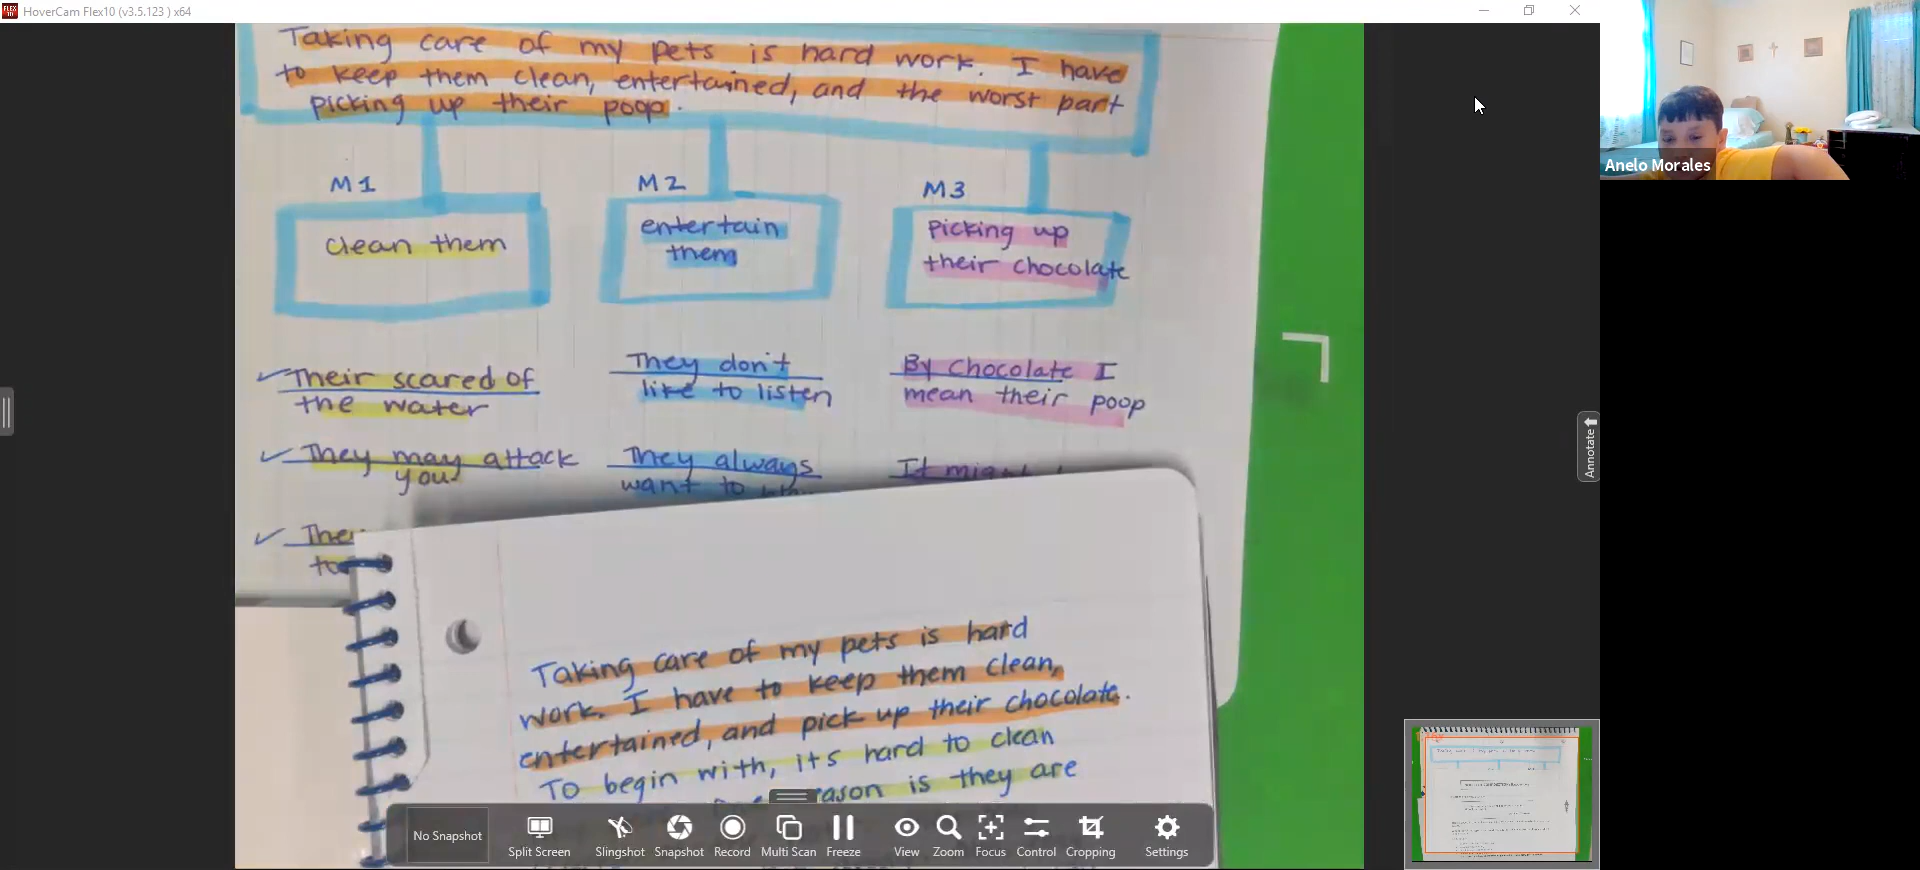 HoverCam Flex10 (v3.5.123 ) x64
Taking care of my pets is hard work. I have
to keep them clean, entertained, and the worst part
picking up their poop.
M1
M2
M3
clean them
entertain
them
Picking up
their chocolate
Their scared of
the water
They don't
like to listen
By chocolate I
mean their poop
They may attack
you
They always
want to
It
Taking care of my pets is hard
work. I have to keep them clean,
entertained, and pick up their chocolate.
To begin with, its hard to clean
is they are
No Snapshot
Split Screen
Slingshot
Snapshot
Record
Multi Scan
Freeze
View
Zoom
Focus
Control
Cropping
Settings
Annotate
Anelo Morales